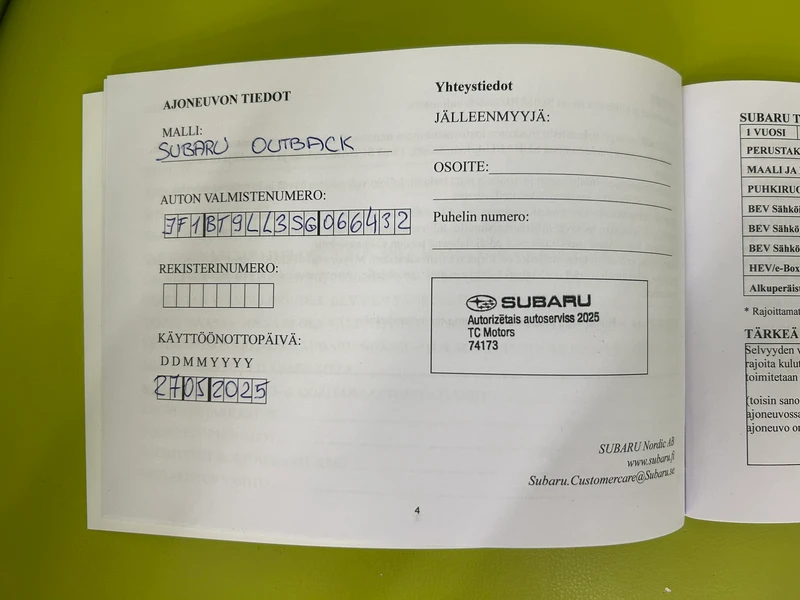 AJONEUVON TIEDOT
MALLI:
SUBARU OUTBACK
AUTON VALMISTENUMERO:
JF1BT9LL3SG066432
REKISTERINUMERO:
KÄYTTÖÖNOTTOPÄIVÄ:
DDMMYYYY
27052025
Yhteystiedot
JÄLLEENMYYJÄ:
OSOITE:
Puhelin numero:
SUBARU
Autorizētais autoserviss 2025
TC Motors
74173
SUBARU Nordic AB
www.subaru.fi
Subaru.Customercare@Subaru.se
4
SUBARU T
1 VUOSI
PERUSTAK
MAALI JA
PUHKIRUO
BEV Sähköi
BEV Sähkö
BEV Sähkö
HEV/e-Box
Alkuperäist
* Rajoittamat
TÄRKEÄ
Selvyyden v
rajoita kulut
toimitetaan
(toisin sano
ajoneuvossa
ajoneuvo on